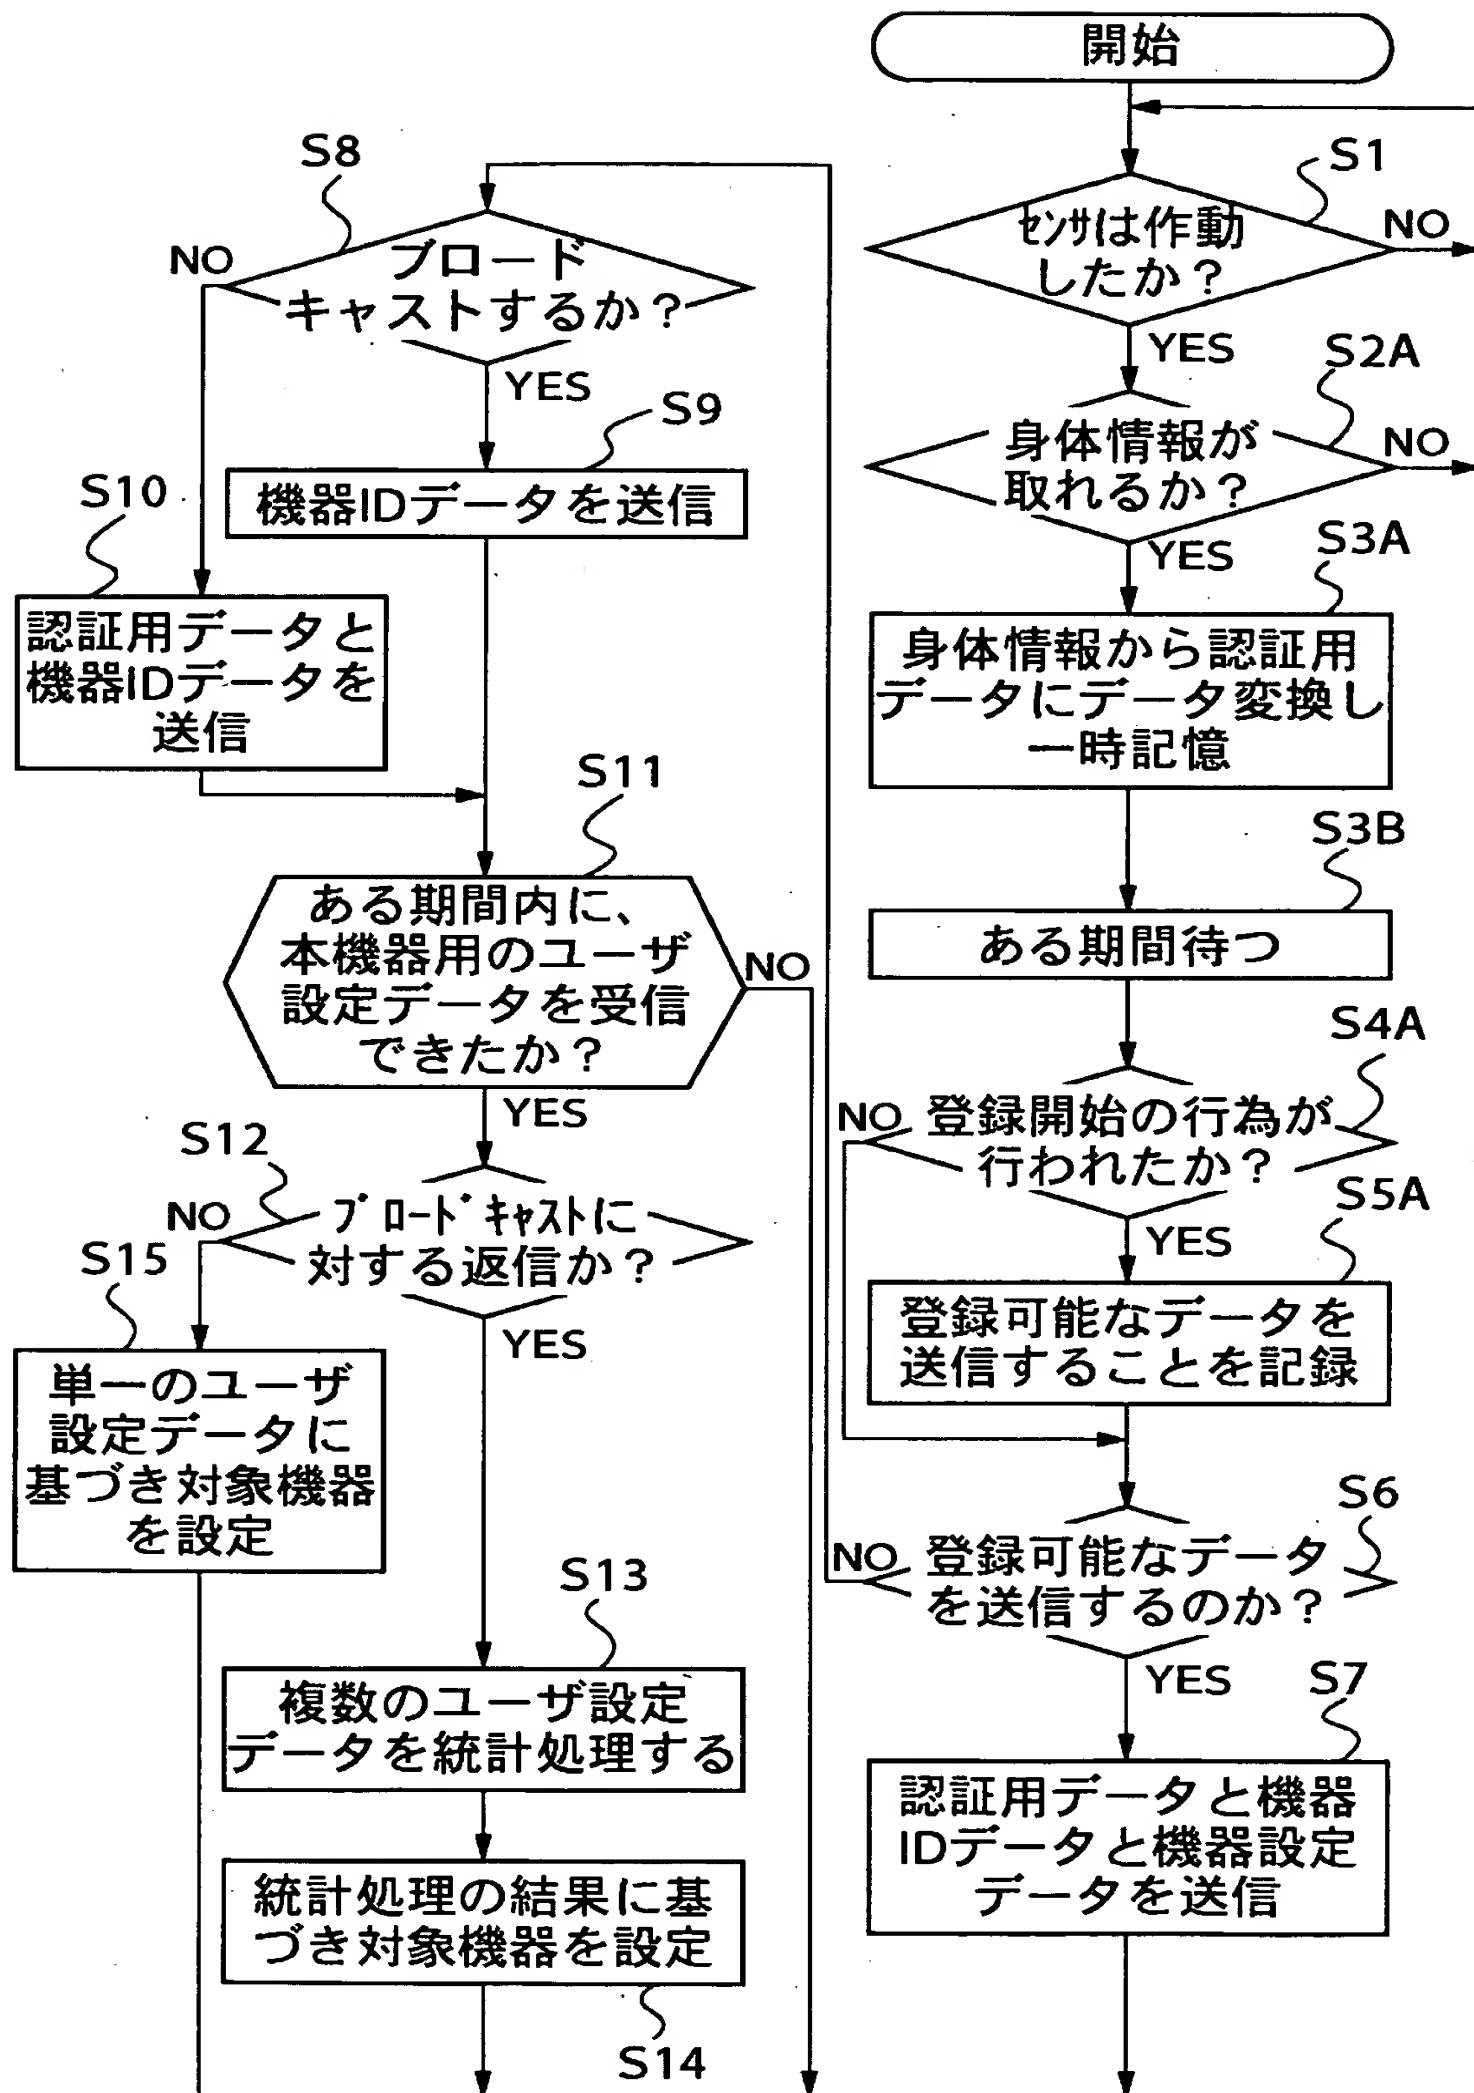 開始
S1
センサは作動
したか？
NO
YES
S2A
身体情報が
取れるか？
NO
YES
S3A
身体情報から認証用
データにデータ変換し
一時記憶
S3B
ある期間待つ
S4A
登録開始の行為が
行われたか？
NO
YES
S5A
登録可能なデータを
送信することを記録
S6
登録可能なデータ
を送信するのか？
NO
YES
S7
認証用データと機器
IDデータと機器設定
データを送信
S8
ブロード
キャストするか？
NO
YES
S9
機器IDデータを送信
S10
認証用データと
機器IDデータを
送信
S11
ある期間内に、
本機器用のユーザ
設定データを受信
できたか？
NO
YES
S12
ブロードキャストに
対する返信か？
NO
YES
S15
単一のユーザ
設定データに
基づき対象機器
を設定
S13
複数のユーザ設定
データを統計処理する
統計処理の結果に基
づき対象機器を設定
S14